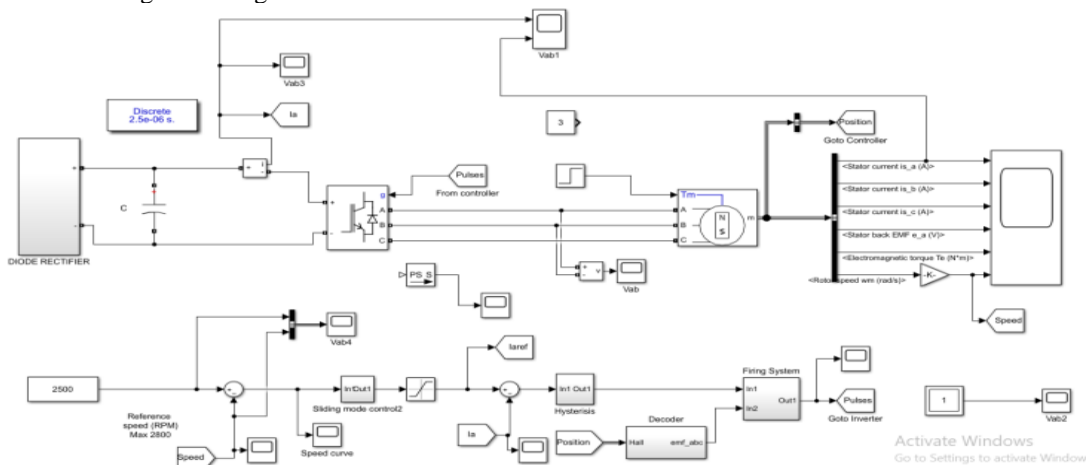 Vab1
Vab3
Discrete
2.5e-06 s.
Ia
3
Position
Goto Controller
<Stator current is_a (A)>
<Stator current is_b (A)>
<Stator current is_c (A)>
<Stator back EMF e_a (V)>
<Electromagnetic torque Te (N*m)>
<Rotor speed wm (rad/s)>
-K-
Speed
+
-
C
DIODE RECTIFIER
+
i
-
Pulses
From controller
g
+
-
A
B
C
Tm
A
B
C
N
S
m
+
-
v
Vab
PS S
Vab4
2500
Reference
speed (RPM)
Max 2800
Speed
In1Out1
Sliding mode control2
Speed curve
Iaref
Ia
In1 Out1
Hysterisis
Position
Decoder
Hall
emf_abc
Firing System
In1
In2
Out1
Pulses
Goto Inverter
1
Vab2
Activate Windows
Go to Settings to activate Window